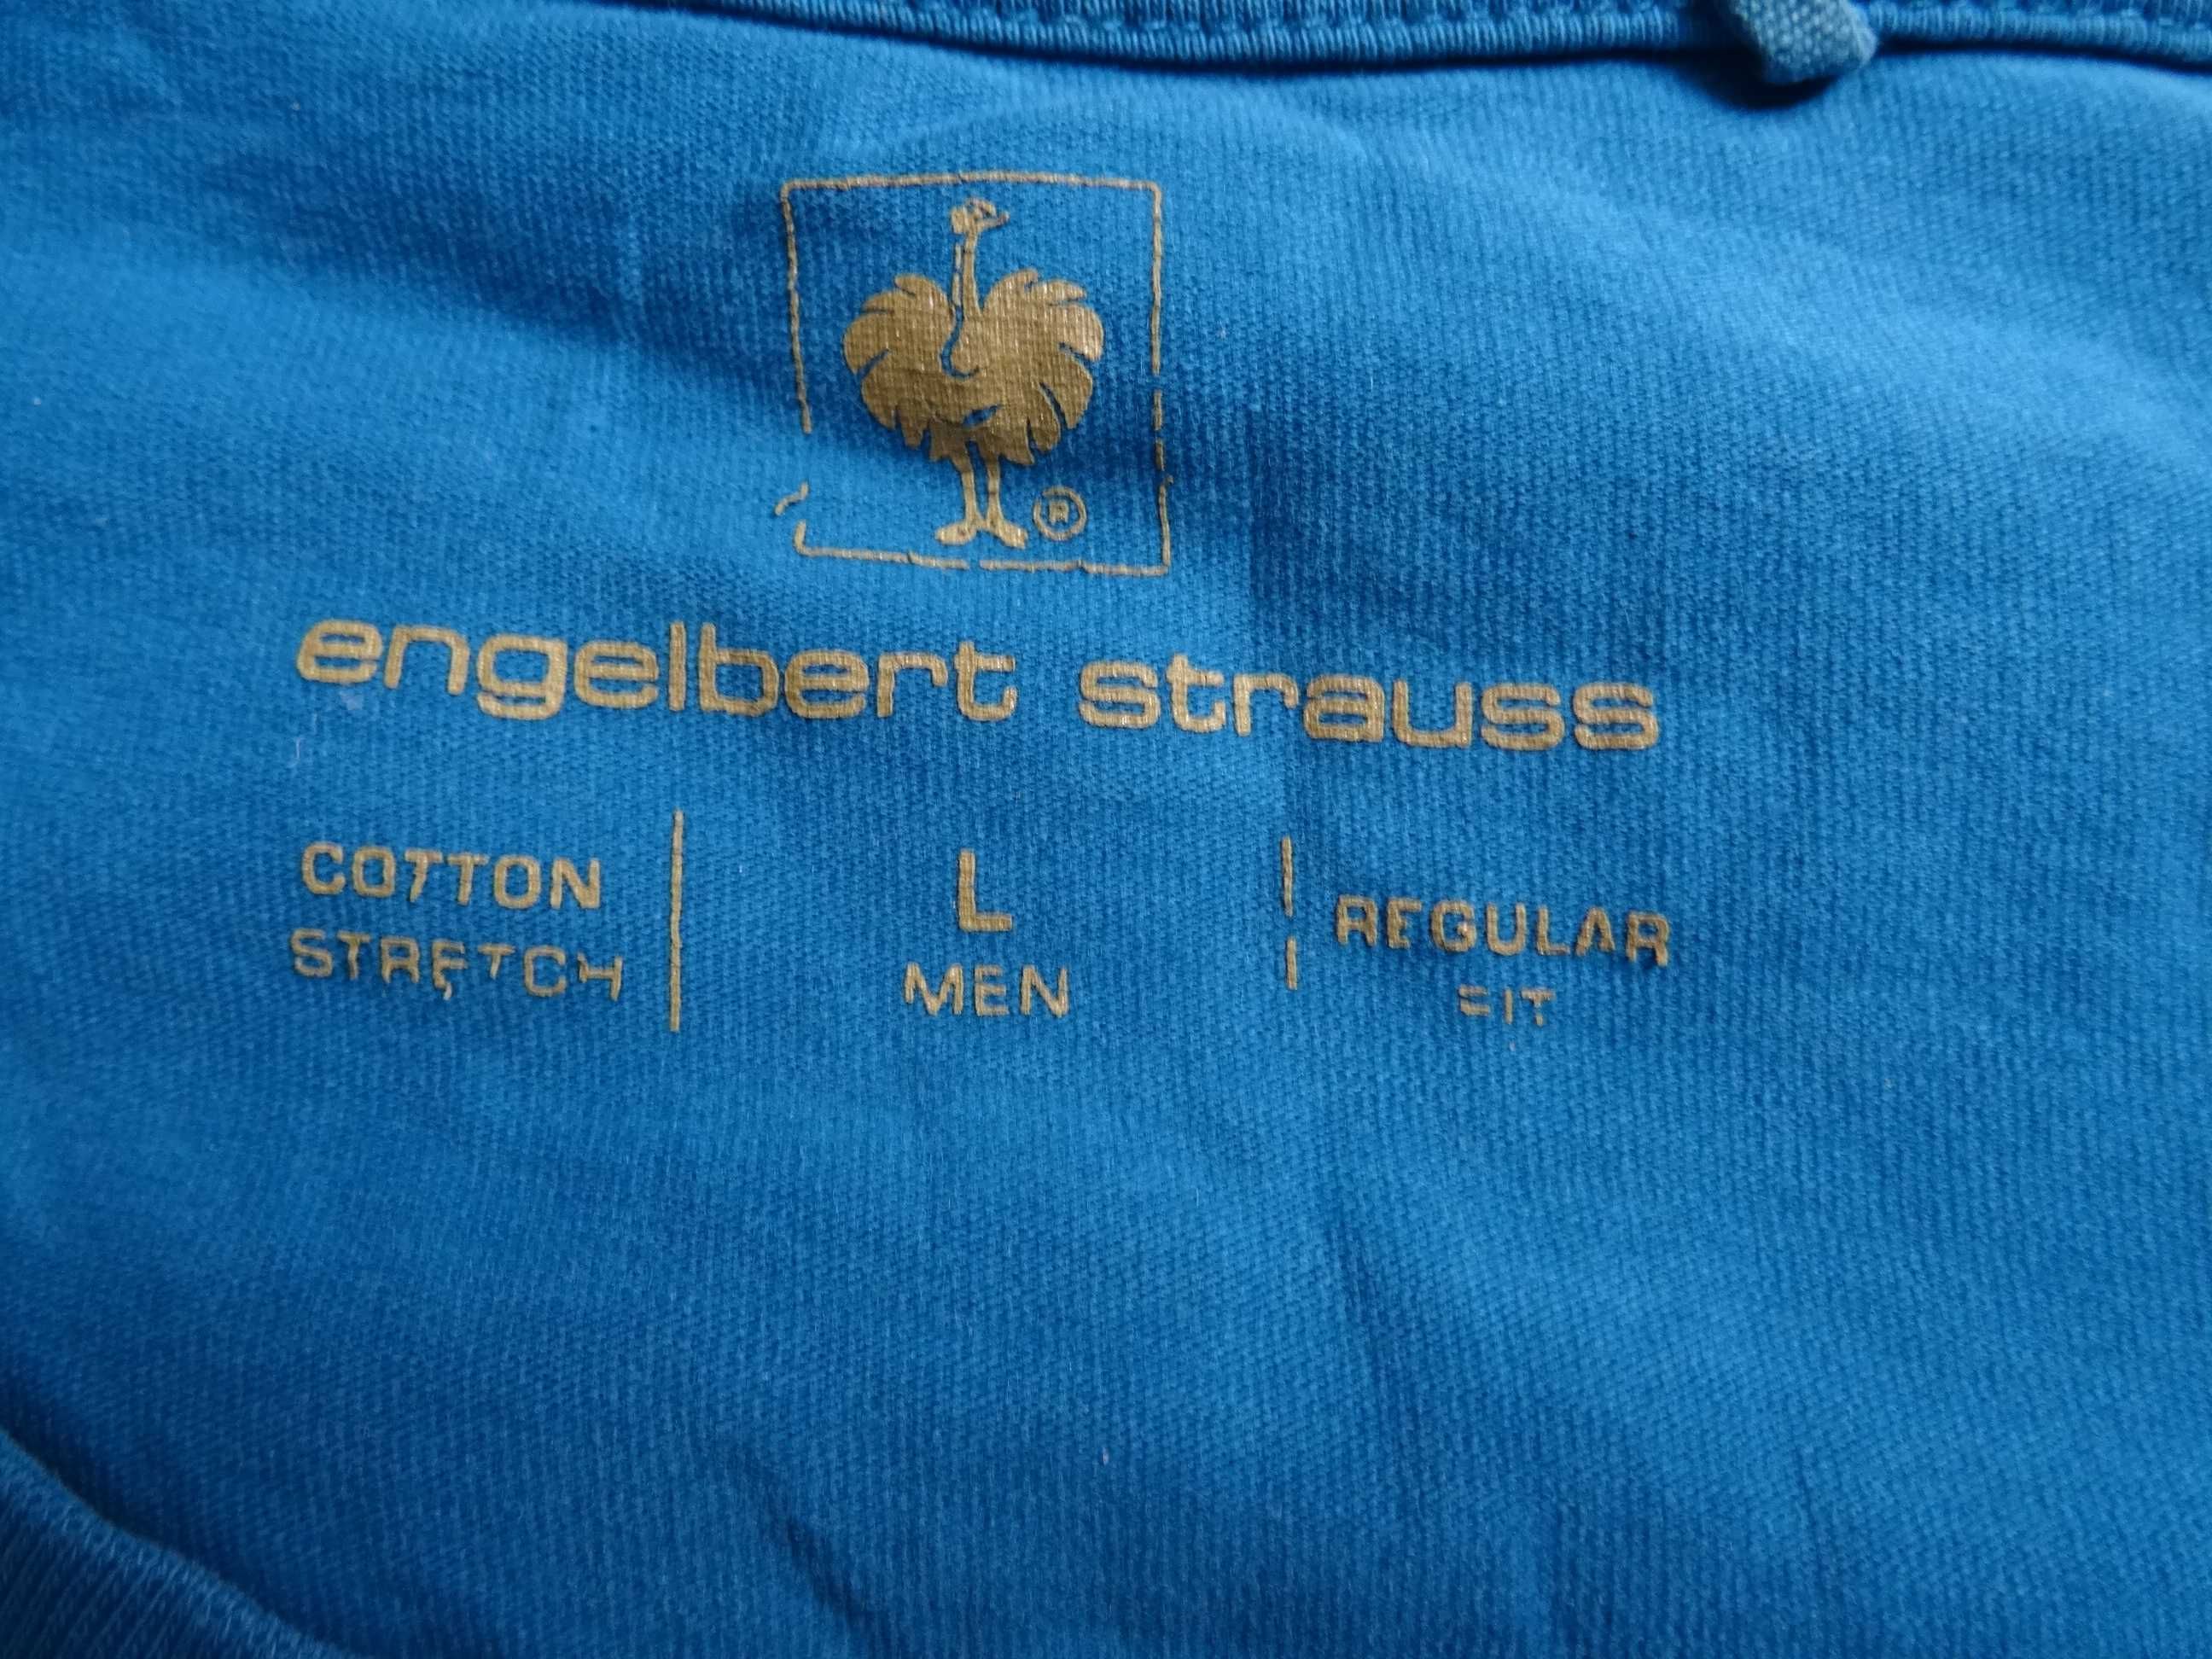 ®
engelbert strauss
COTTON
STRETCH
L
MEN
REGULAR
FIT